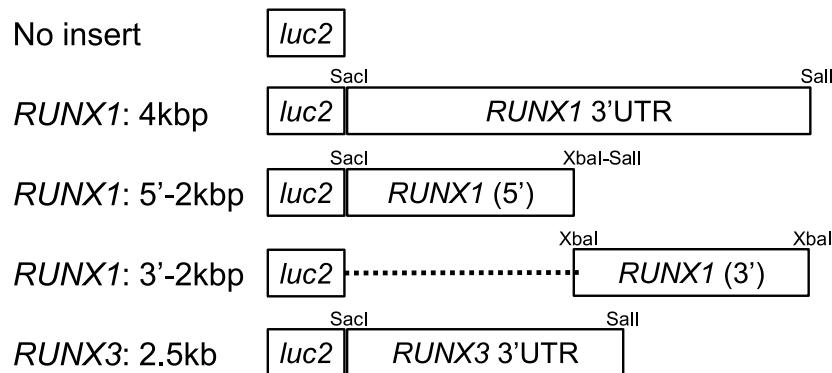 No insert luc2
SacI SalI
RUNX1: 4kbp luc2 RUNX1 3'UTR
SacI XbaI-SalI
RUNX1: 5'-2kbp luc2 RUNX1 (5')
XbaI XbaI
RUNX1: 3'-2kbp luc2 RUNX1 (3')
SacI SalI
RUNX3: 2.5kb luc2 RUNX3 3'UTR